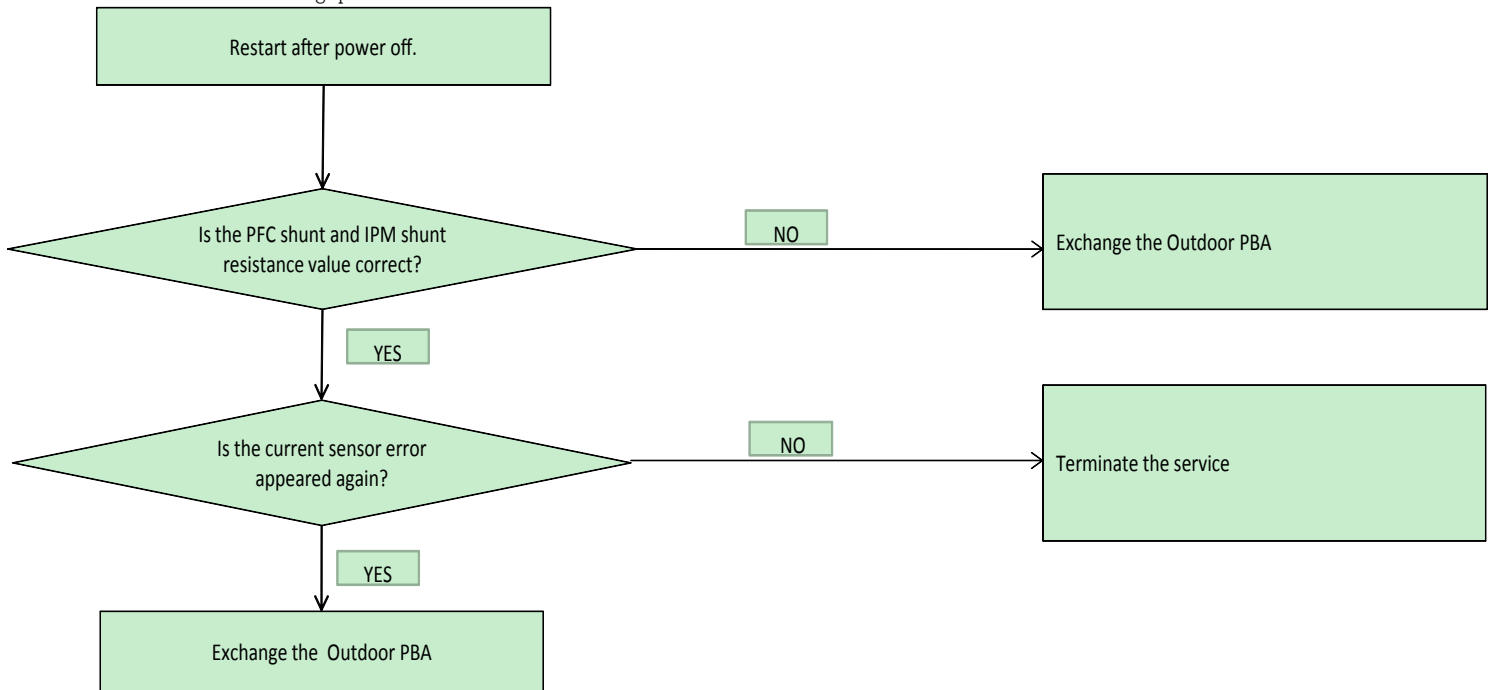 Restart after power off.
Is the PFC shunt and IPM shunt
resistance value correct?
NO
Exchange the Outdoor PBA
YES
Is the current sensor error
appeared again?
NO
Terminate the service
YES
Exchange the  Outdoor PBA